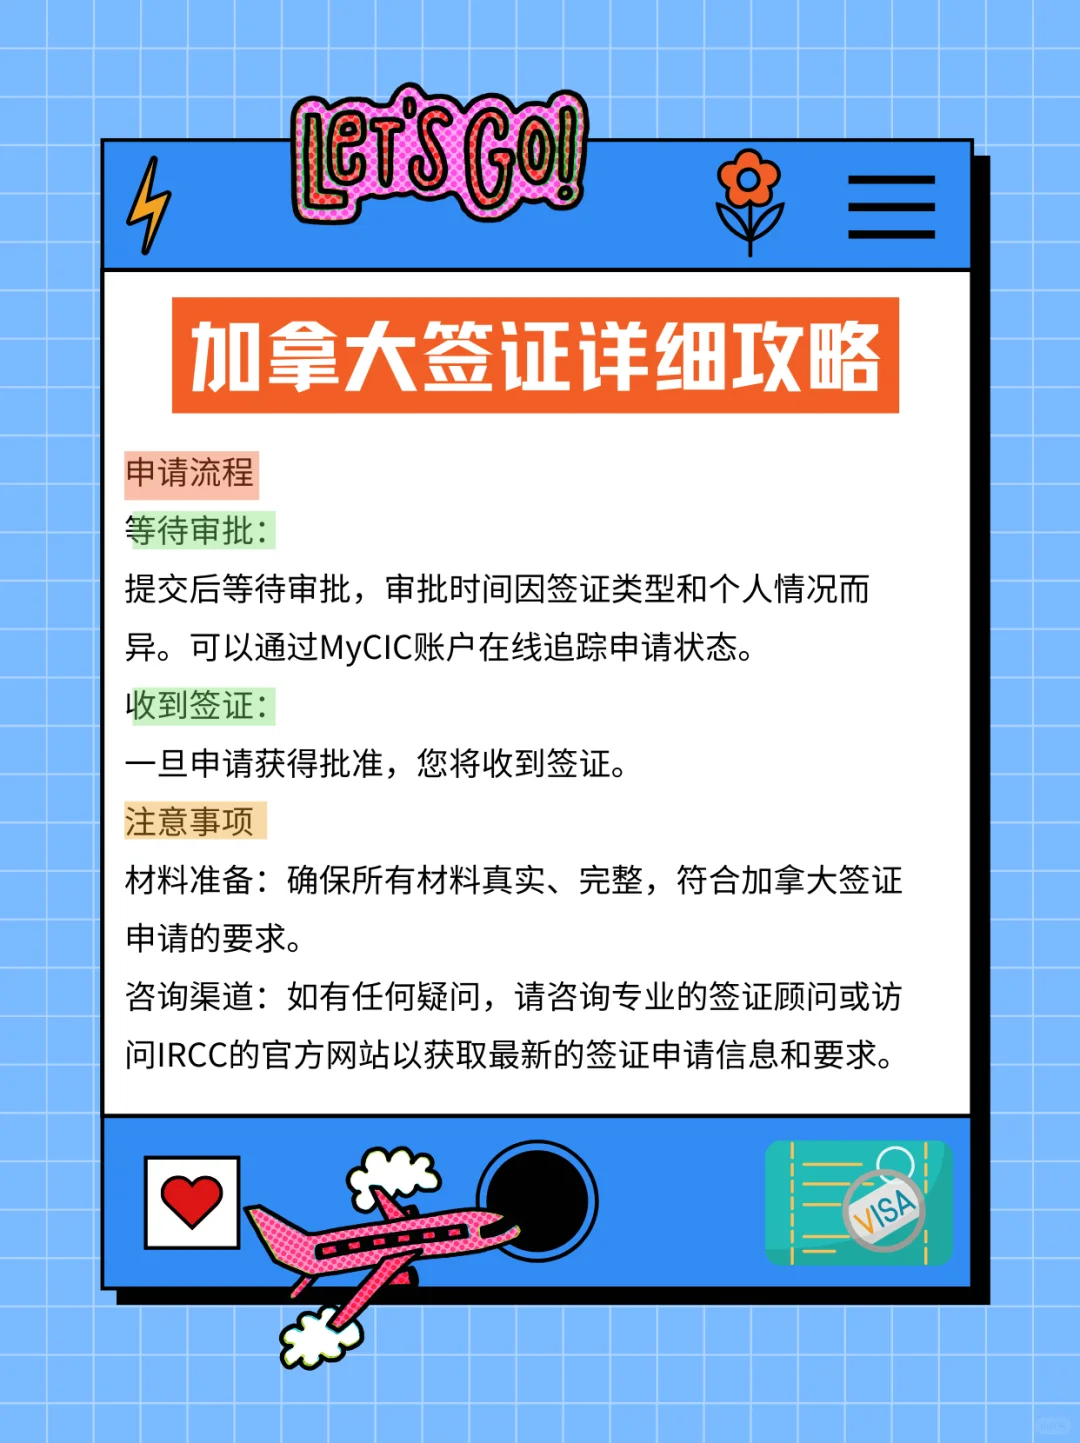 LET'S GO!
加拿大签证详细攻略
申请流程
等待审批：
提交后等待审批，审批时间因签证类型和个人情况而
异。可以通过MyCIC账户在线追踪申请状态。
收到签证：
一旦申请获得批准，您将收到签证。
注意事项
材料准备：确保所有材料真实、完整，符合加拿大签证
申请的要求。
咨询渠道：如有任何疑问，请咨询专业的签证顾问或访
问IRCC的官方网站以获取最新的签证申请信息和要求。
VISA